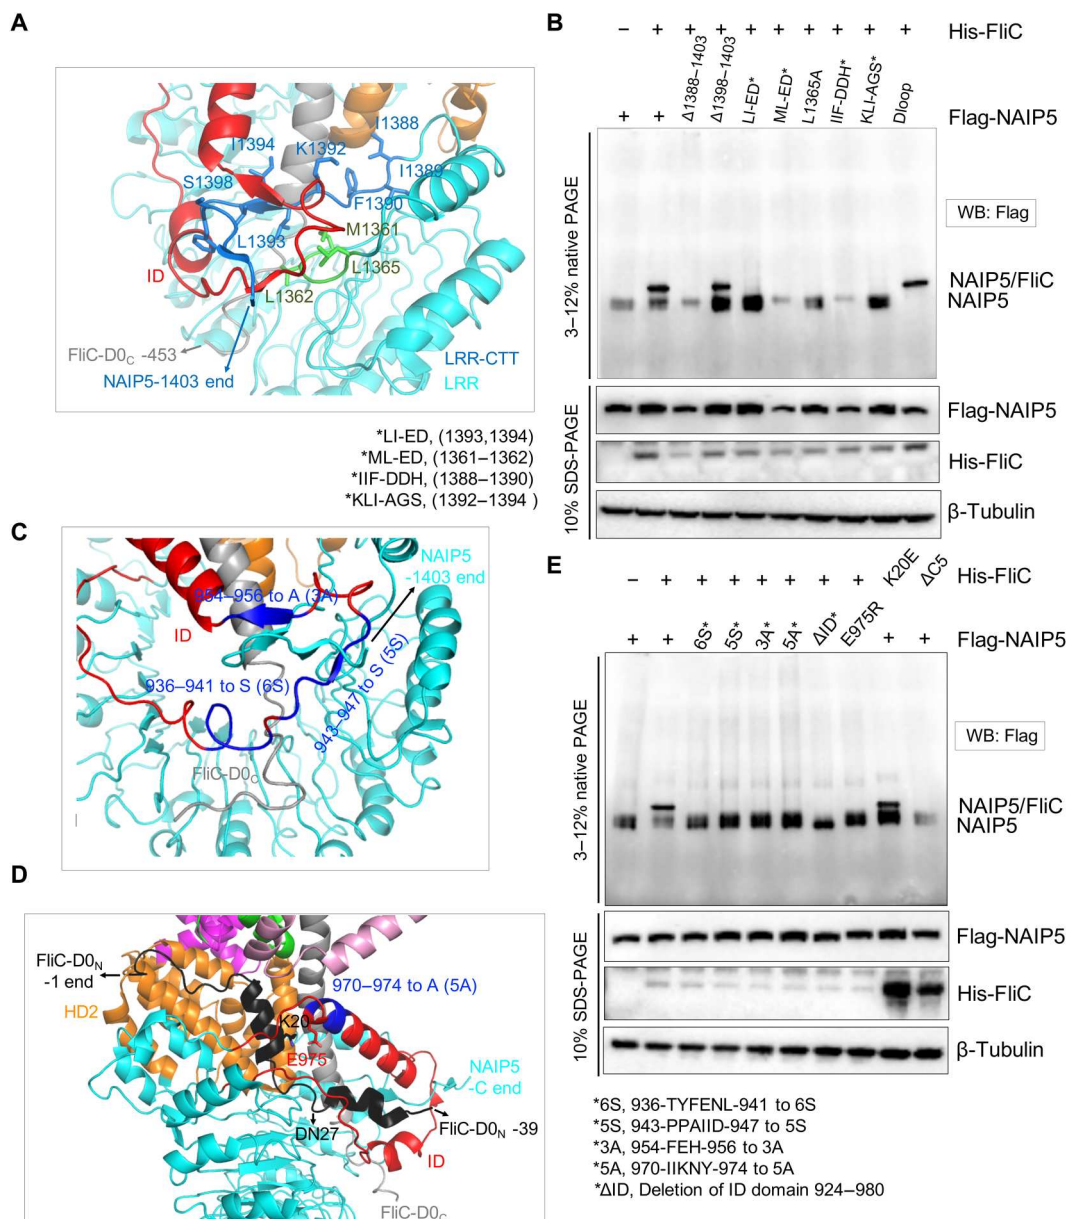 A
I1388
I1394
K1392
S1398
I1389
F1390
M1361
L1393
ID
L1365
L1362
FliC-D0C -453
LRR-CTT
NAIP5-1403 end
LRR
*LI-ED, (1393,1394)
*ML-ED, (1361–1362)
*IIF-DDH, (1388–1390)
*KLI-AGS, (1392–1394 )
B
– + + + + + + + + + His-FliC
+ + Δ1388–1403 Δ1398–1403 LI-ED* ML-ED* L1365A IIF-DDH* KLI-AGS* Dloop Flag-NAIP5
3–12% native PAGE
WB: Flag
NAIP5/FliC
NAIP5
10% SDS-PAGE
Flag-NAIP5
His-FliC
β-Tubulin
C
NAIP5
-1403 end
954–956 to A (3A)
ID
936–941 to S (6S)
943–947 to S (5S)
FliC-D0C
D
FliC-D0N
-1 end
970–974 to A (5A)
HD2
K20
E975
NAIP5
-C end
FliC-D0N -39
DN27
ID
FliC-D0C
E
– + + + + + + + K20E ΔC5 His-FliC
+ + 6S* 5S* 3A* 5A* ΔID* E975R + + Flag-NAIP5
3–12% native PAGE
WB: Flag
NAIP5/FliC
NAIP5
10% SDS-PAGE
Flag-NAIP5
His-FliC
β-Tubulin
*6S, 936-TYFENL-941 to 6S
*5S, 943-PPAIID-947 to 5S
*3A, 954-FEH-956 to 3A
*5A, 970-IIKNY-974 to 5A
*ΔID, Deletion of ID domain 924–980